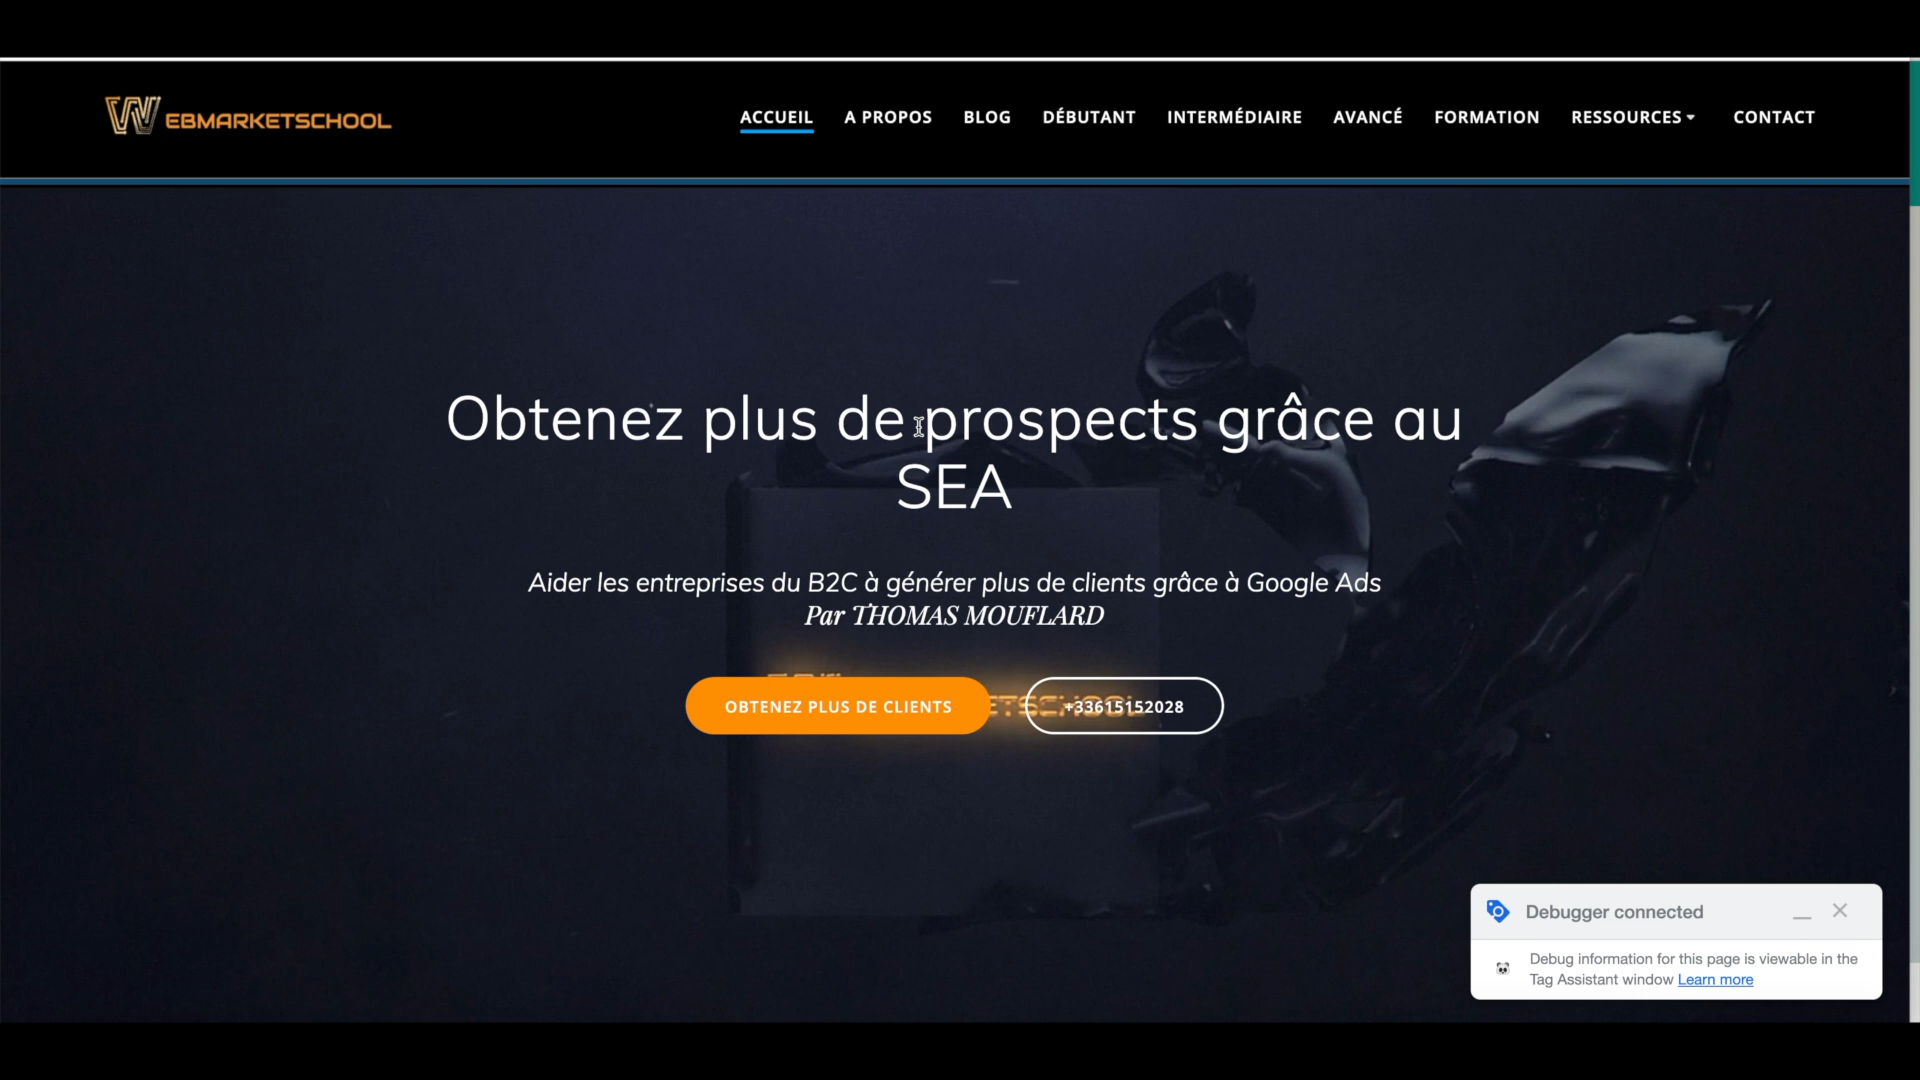 WEBMARKETSCHOOL
ACCUEIL A PROPOS BLOG DÉBUTANT INTERMÉDIAIRE AVANCÉ FORMATION RESSOURCES CONTACT
Obtenez plus de prospects grâce au
SEA
Aider les entreprises du B2C à générer plus de clients grâce à Google Ads
Par THOMAS MOUFLARD
OBTENEZ PLUS DE CLIENTS
+33615152028
Debugger connected
Debug information for this page is viewable in the
Tag Assistant window Learn more